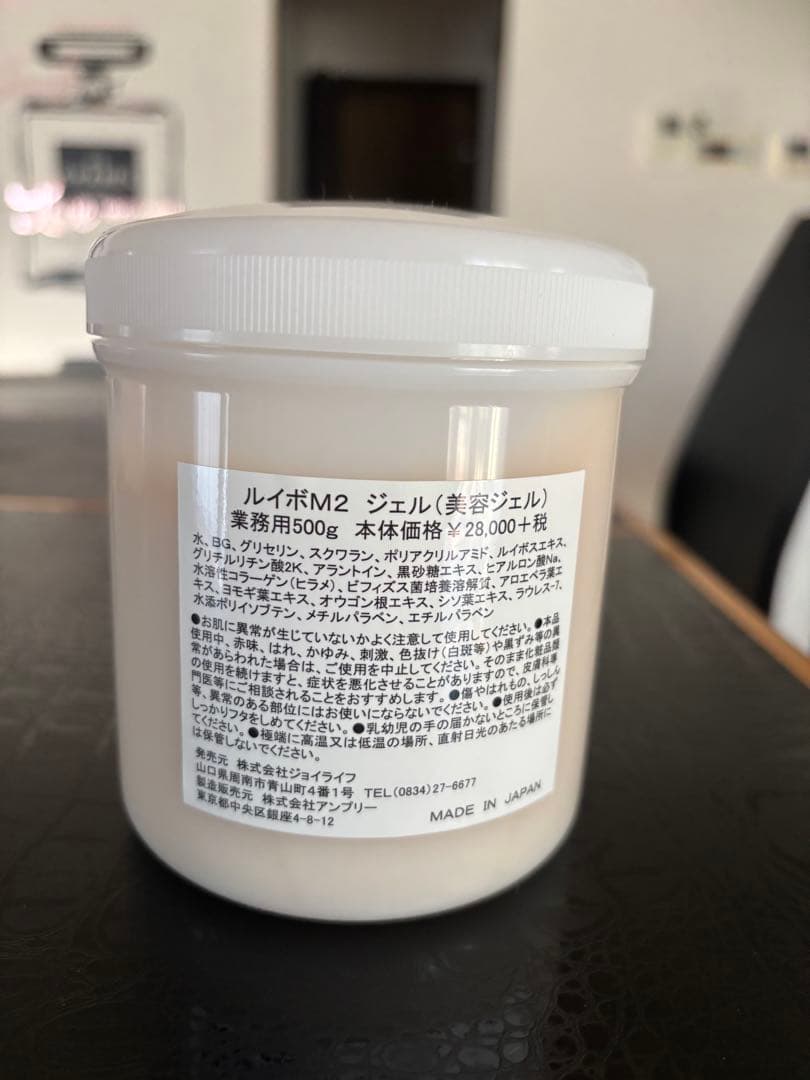 ルイボM2 ジェル(美容ジェル)
業務用500g 本体価格￥28,000+税
水、BG、グリセリン、スクワラン、ポリアクリルアミド、ルイボスエキス、
グリチルリチン酸2K、アラントイン、黒砂糖エキス、ヒアルロン酸Na、
水溶性コラーゲン(ヒラメ)、ビフィズス菌培養溶解質、アロエベラ葉エ
キス、ヨモギ葉エキス、オウゴン根エキス、シソ葉エキス、ラウレス-7、
水添ポリイソブテン、メチルパラベン、エチルパラベン
●お肌に異常が生じていないかよく注意して使用してください。●本品
使用中、赤味、はれ、かゆみ、刺激、色抜け(白斑等)や黒ずみ等の異
常があらわれた場合は、ご使用を中止してください。そのまま化粧品類
の使用を続けますと、症状を悪化させることがありますので、皮膚科専
門医等にご相談されることをおすすめします。●傷やはれもの、しっしん
等、異常のある部位にはお使いにならないでください。●使用後は必ず
しっかりフタをしめてください。●乳幼児の手の届かないところに保管し
てください。●極端に高温又は低温の場所、直射日光のあたる場所に
は保管しないでください。
発売元 株式会社ジョイライフ
山口県周南市青山町4番1号 TEL(0834)27-6677
製造販売元 株式会社アンプリー
東京都中央区銀座4-8-12
MADE IN JAPAN